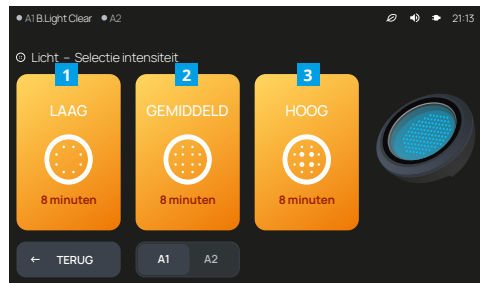 A1 B.Light Clear A2 21:13
Licht – Selectie intensiteit
1 2 3
LAAG GEMIDDELD HOOG
8 minuten 8 minuten 8 minuten
← TERUG A1 A2